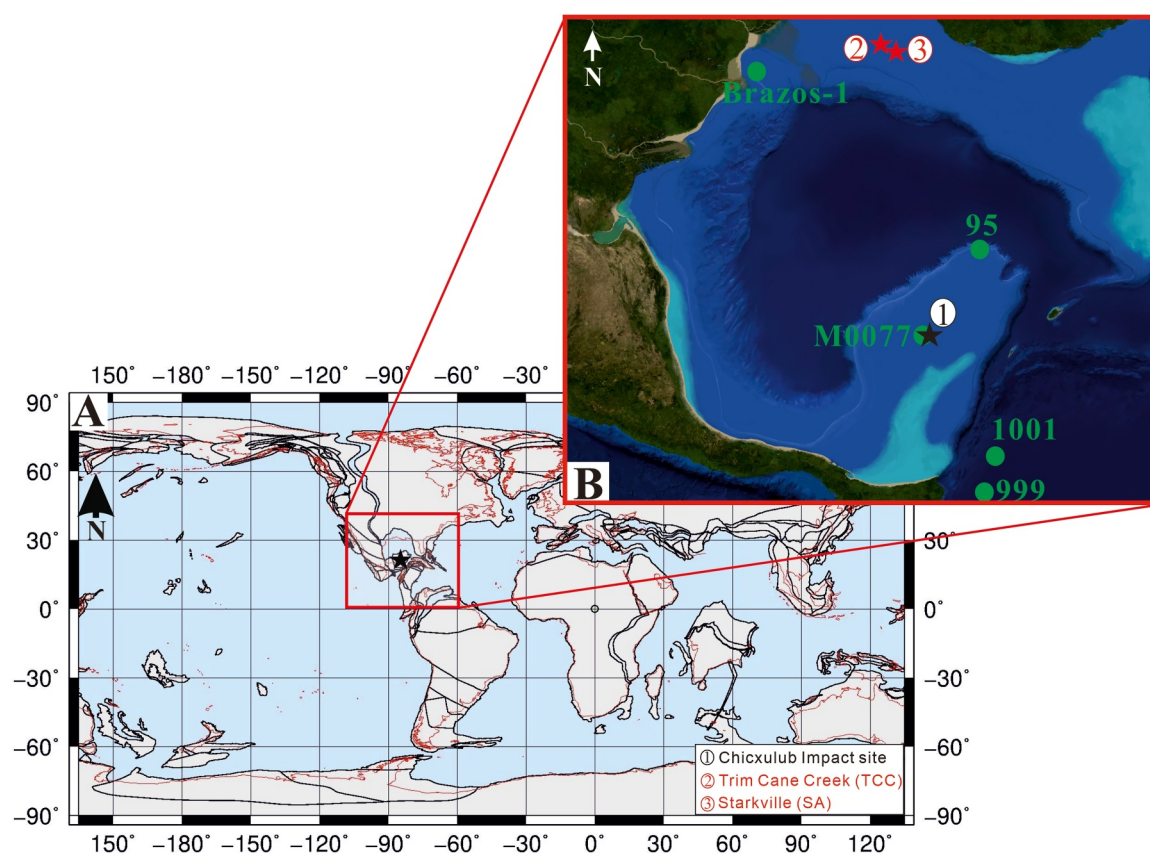 N
② ③
Brazos-1
95
①
M0077
1001
999
B
150° −180° −150° −120° −90° −60° −30°
A
90°
60°
N
30° 30°
0° 0°
−30° −30°
−60° −60°
−90° −90°
① Chicxulub Impact site
② Trim Cane Creek (TCC)
③ Starkville (SA)
150° −180° −150° −120° −90° −60° −30° 0° 30° 60° 90° 120°